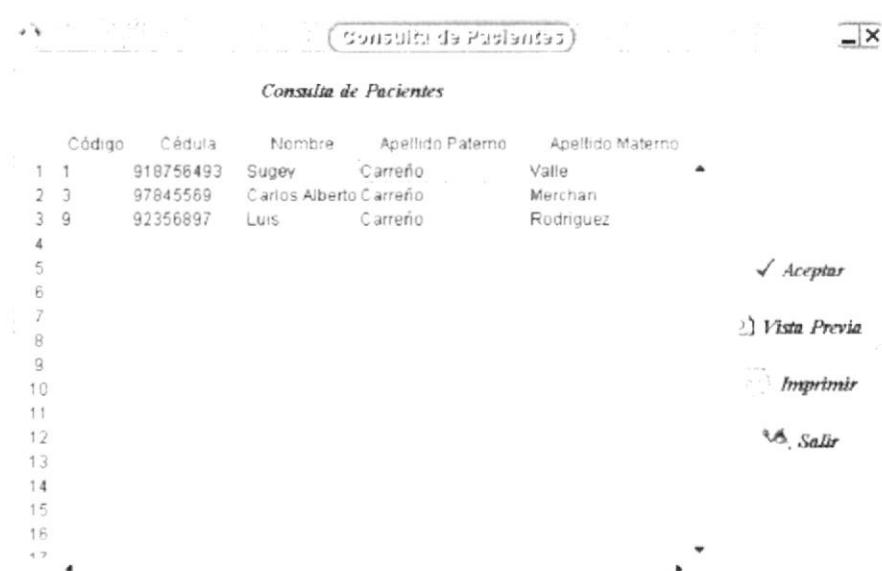 Consulta de Pacientes
Consulta de Pacientes
Código Cédula Nombre Apellido Paterno Apellido Materno
1 1 918756493 Sugey Carreño Valle
2 3 97845569 Carlos Alberto Carreño Merchan
3 9 92356897 Luis Carreño Rodriguez
4
5
✓ Aceptar
6
7
Vista Previa
8
9
Imprimir
10
11
12
Salir
13
14
15
16
17